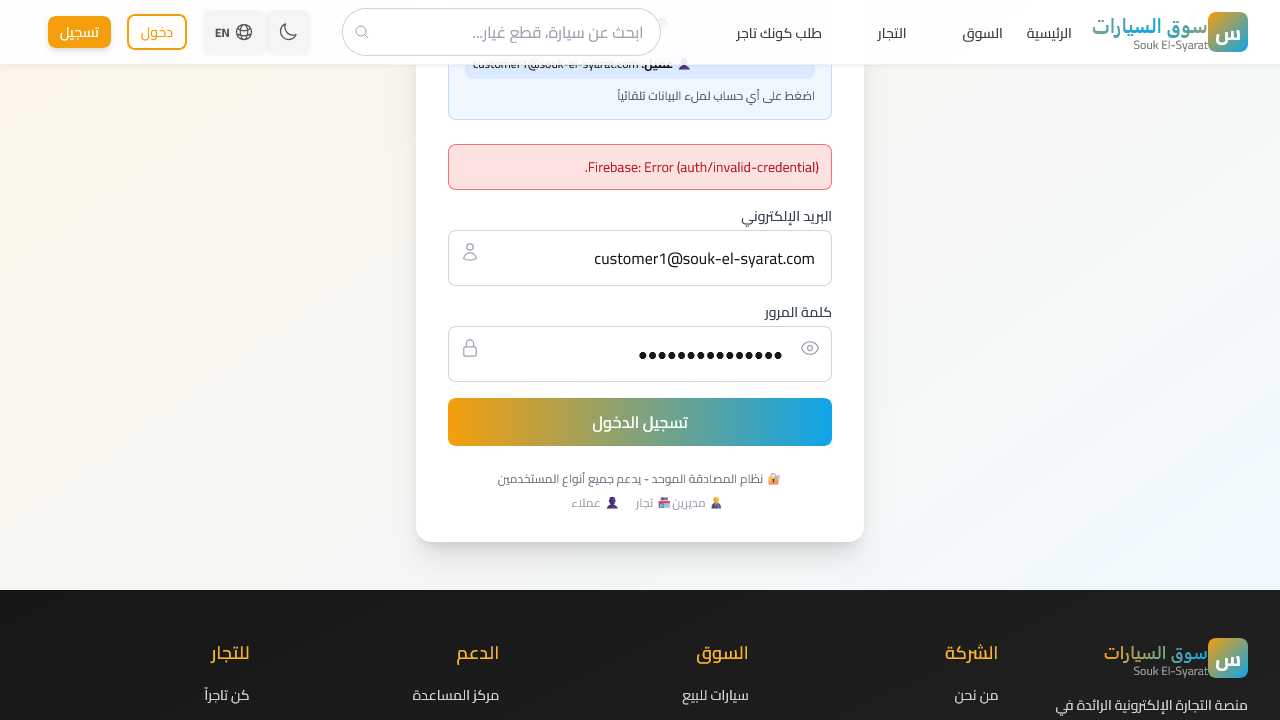 سوق السيارات
Souk El-Syarat
س
الرئيسية
السوق
التجار
طلب كونك تاجر
ابحث عن سيارة، قطع غيار...
EN
دخول
تسجيل
عميل: customer1@souk-el-syarat.com
اضغط على أي حساب لملء البيانات تلقائياً
Firebase: Error (auth/invalid-credential).
البريد الإلكتروني
customer1@souk-el-syarat.com
كلمة المرور
•••••••••••••••
تسجيل الدخول
🔐 نظام المصادقة الموحد - يدعم جميع أنواع المستخدمين
👨‍💼 مديرين 🏪 تجار 👤 عملاء
سوق السيارات
Souk El-Syarat
س
منصة التجارة الإلكترونية الرائدة في
الشركة
من نحن
السوق
سيارات للبيع
الدعم
مركز المساعدة
للتجار
كن تاجراً